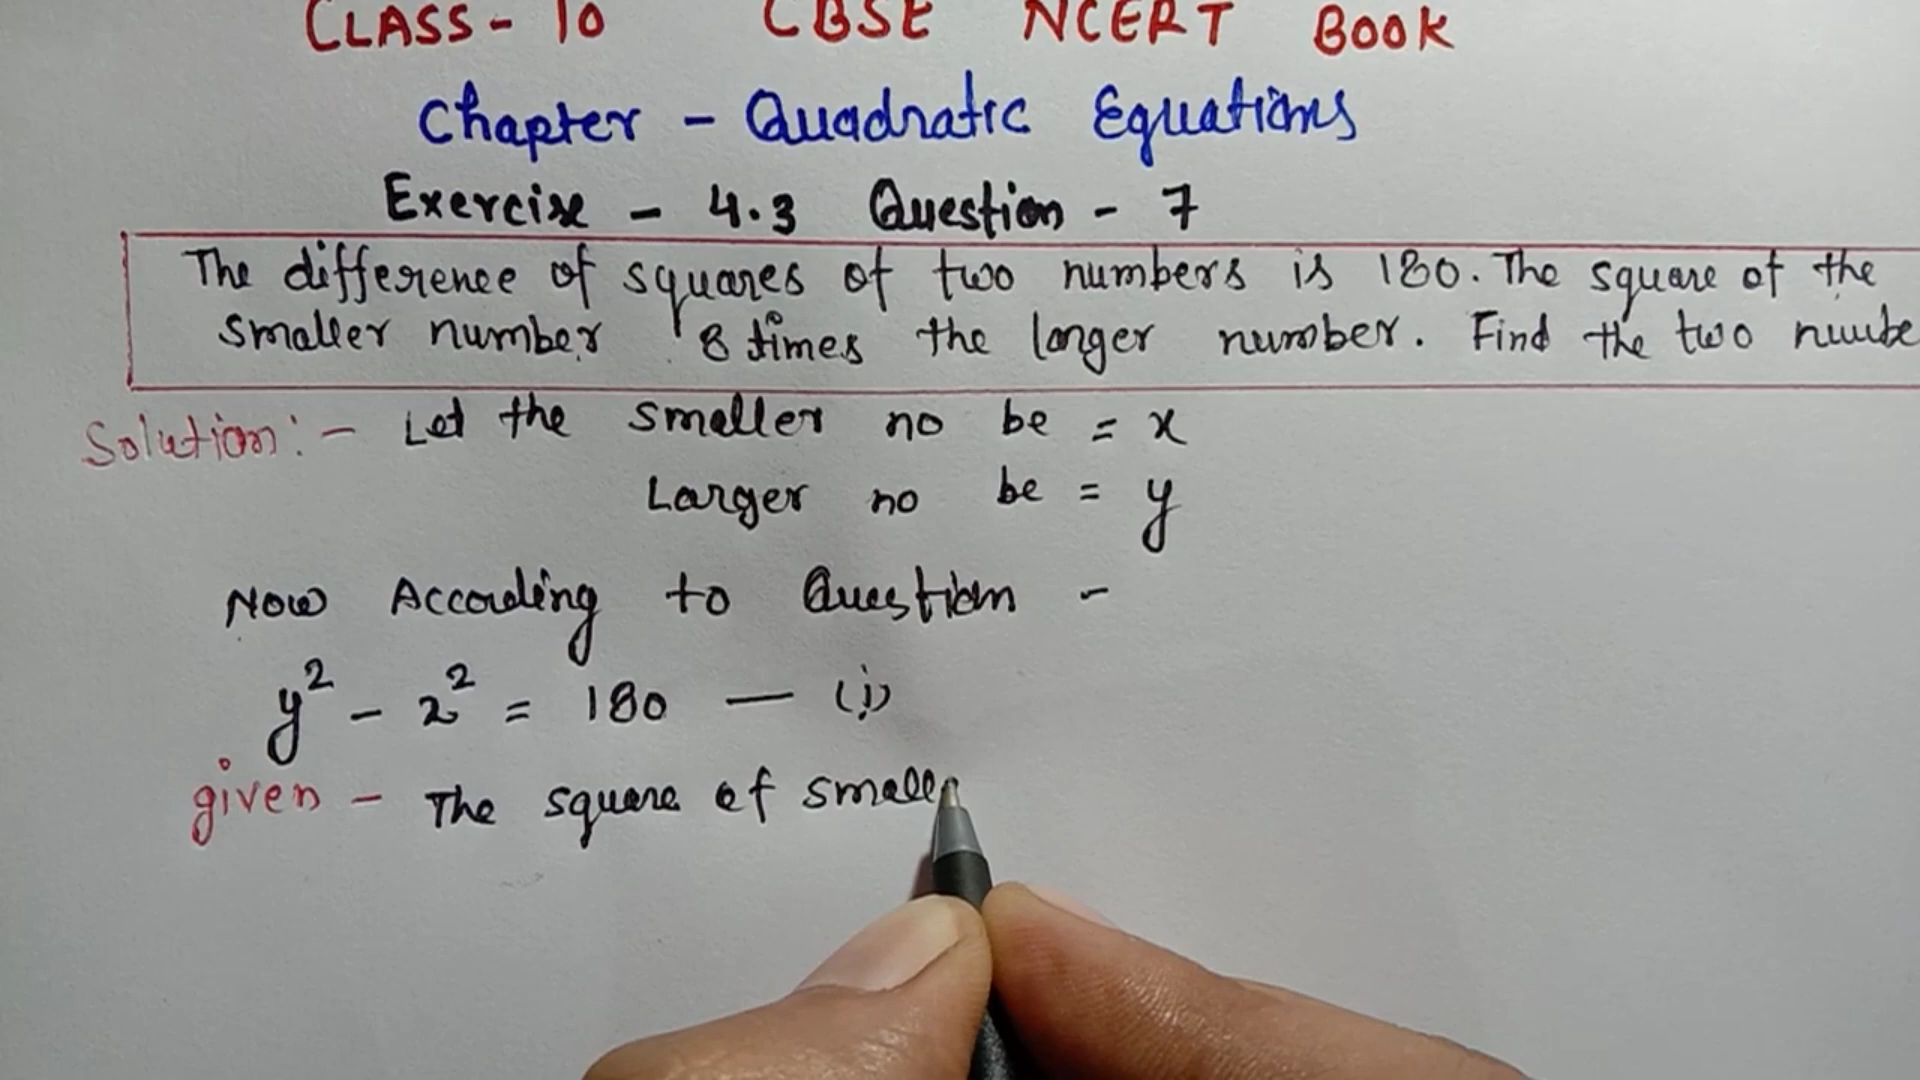 CLASS- 10 CBSE NCERT BOOK
Chapter - Quadratic Equations
Exercise - 4.3 Question - 7
The difference of squares of two numbers is 180. The square of the
smaller number 8 times the larger number. Find the two numbe
Solution:- Let the smaller no be = x
Larger no be = y
Now According to Question -
y² - x² = 180 — (i)
given - The square of smalle